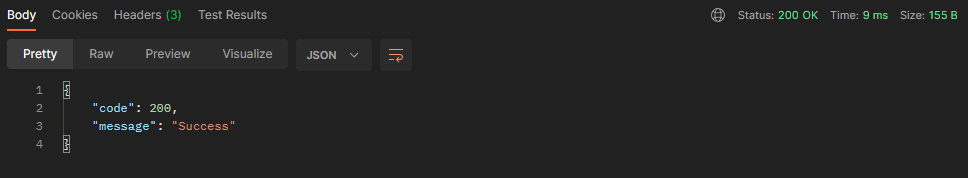 Body Cookies Headers (3) Test Results Status: 200 OK Time: 9 ms Size: 155 B
Pretty Raw Preview Visualize JSON
1 {
2 "code": 200,
3 "message": "Success"
4 }